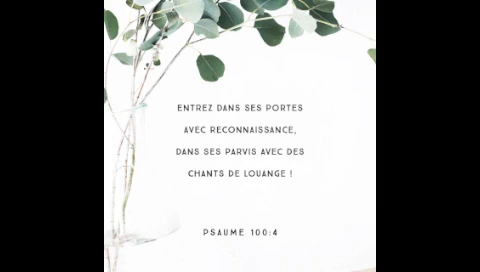 ENTREZ DANS SES PORTES
AVEC RECONNAISSANCE,
DANS SES PARVIS AVEC DES
CHANTS DE LOUANGE !
PSAUME 100:4